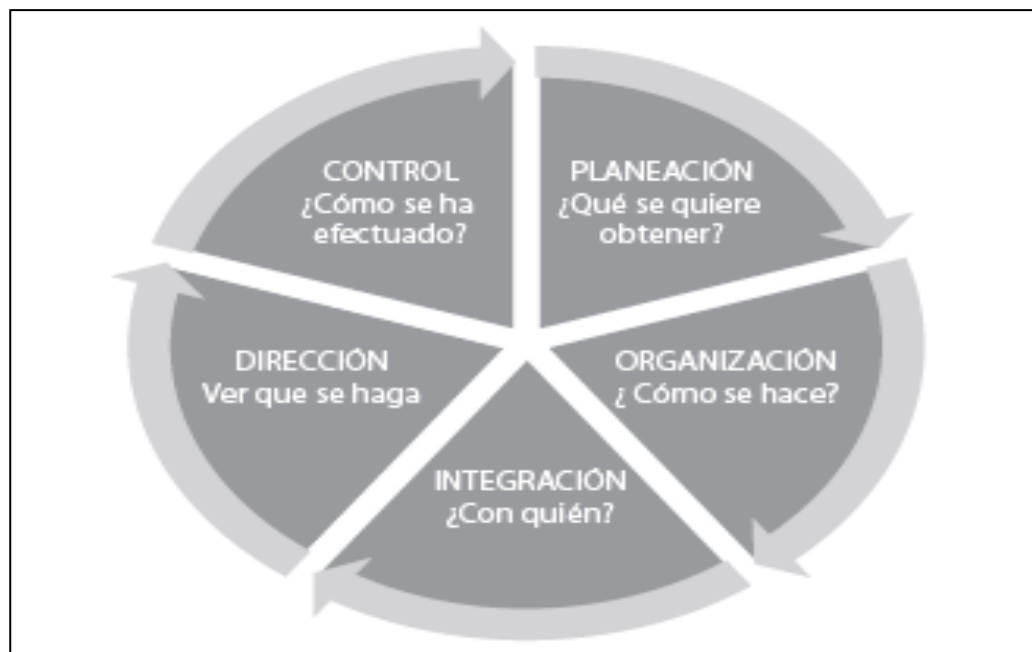 CONTROL
¿Cómo se ha
efectuado?
PLANEACIÓN
¿Qué se quiere
obtener?
ORGANIZACIÓN
¿ Cómo se hace?
INTEGRACIÓN
¿Con quién?
DIRECCIÓN
Ver que se haga